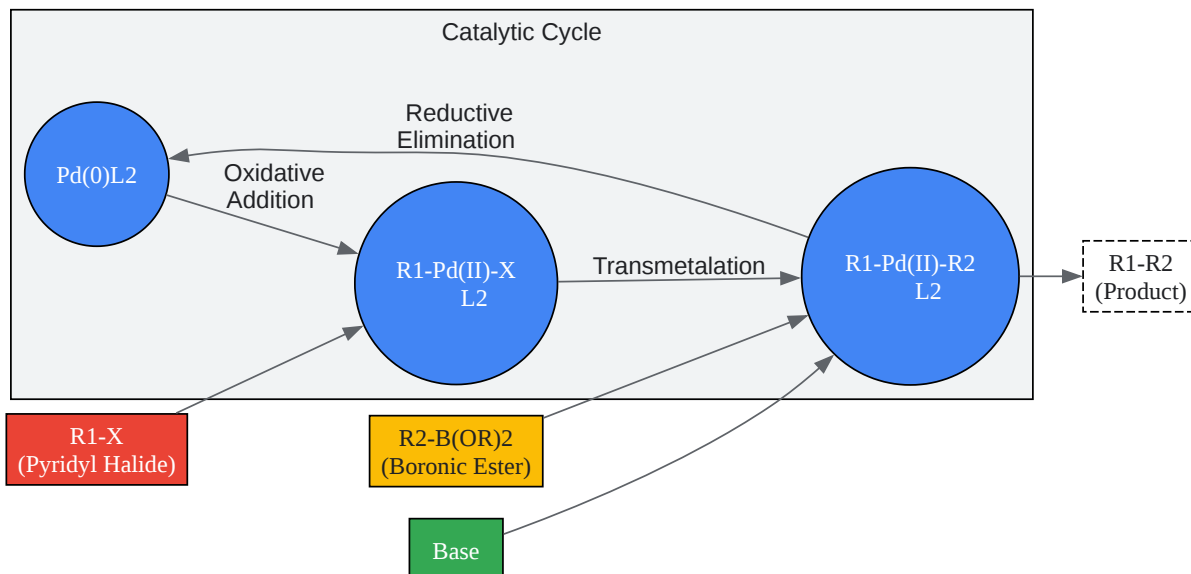 Catalytic Cycle
Reductive
Elimination
Pd(0)L2
Oxidative
Addition
R1-Pd(II)-X
L2
Transmetalation
R1-Pd(II)-R2
L2
R1-R2
(Product)
R1-X
(Pyridyl Halide)
R2-B(OR)2
(Boronic Ester)
Base